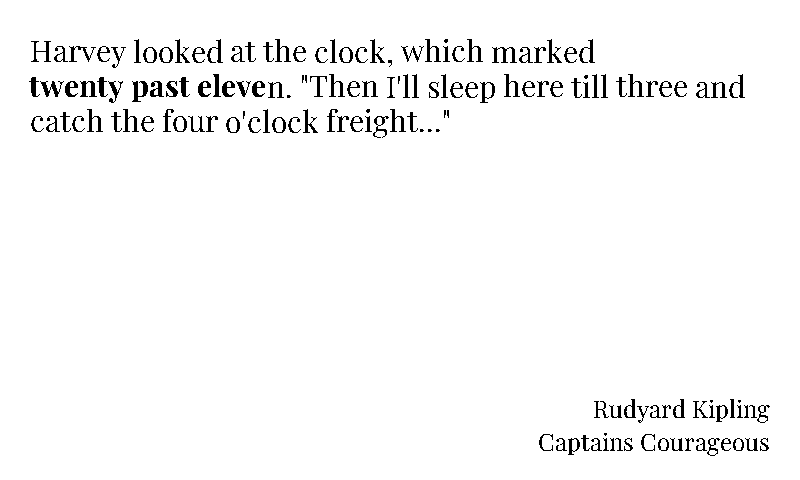 Harvey looked at the clock, which marked
twenty past eleven. "Then I'll sleep here till three and
catch the four o'clock freight..."
Rudyard Kipling
Captains Courageous